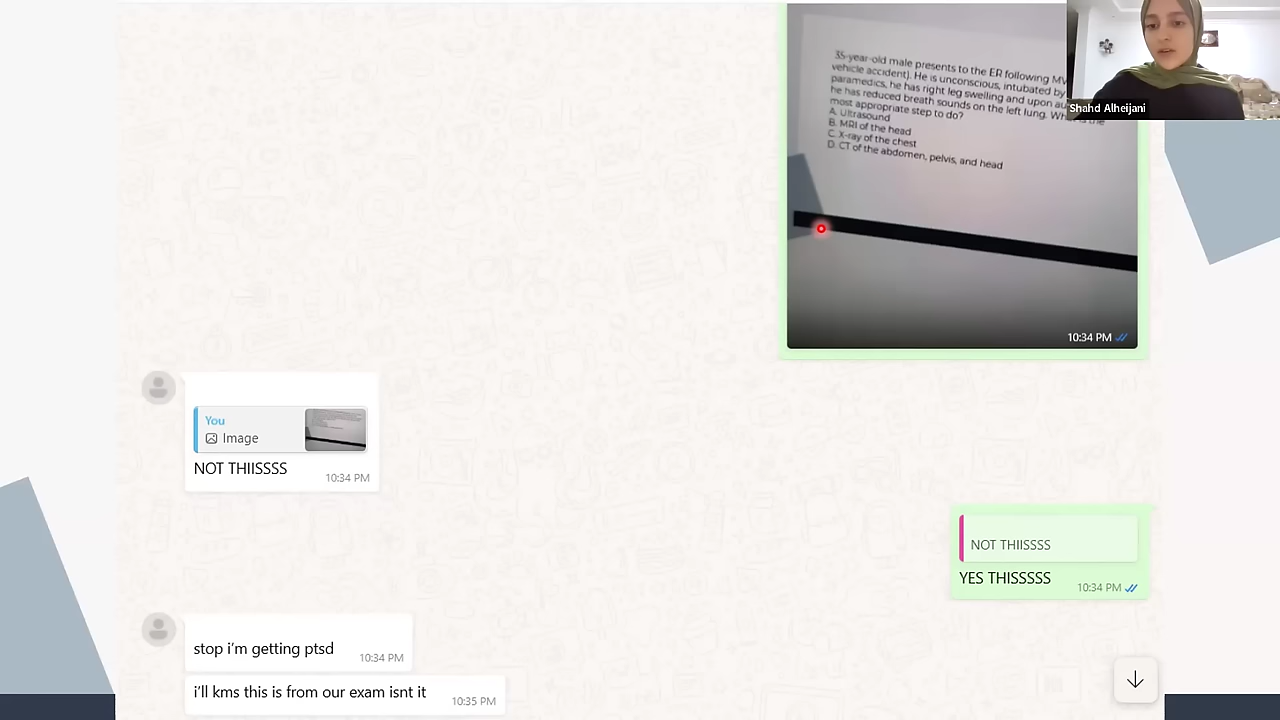 35-year-old male presents to the ER following MV
vehicle accident). He is unconscious, intubated by
paramedics, he has right leg swelling and upon au
he has reduced breath sounds on the left lung. the
most appropriate step to do?
A. Ultrasound
B. MRI of the head
C. X-ray of the chest
D. CT of the abdomen, pelvis, and head
Shahd Alheijani
10:34 PM
You
Image
NOT THIISSSS
10:34 PM
NOT THIISSSS
YES THISSSSS
10:34 PM
stop i'm getting ptsd
10:34 PM
i'll kms this is from our exam isnt it
10:35 PM